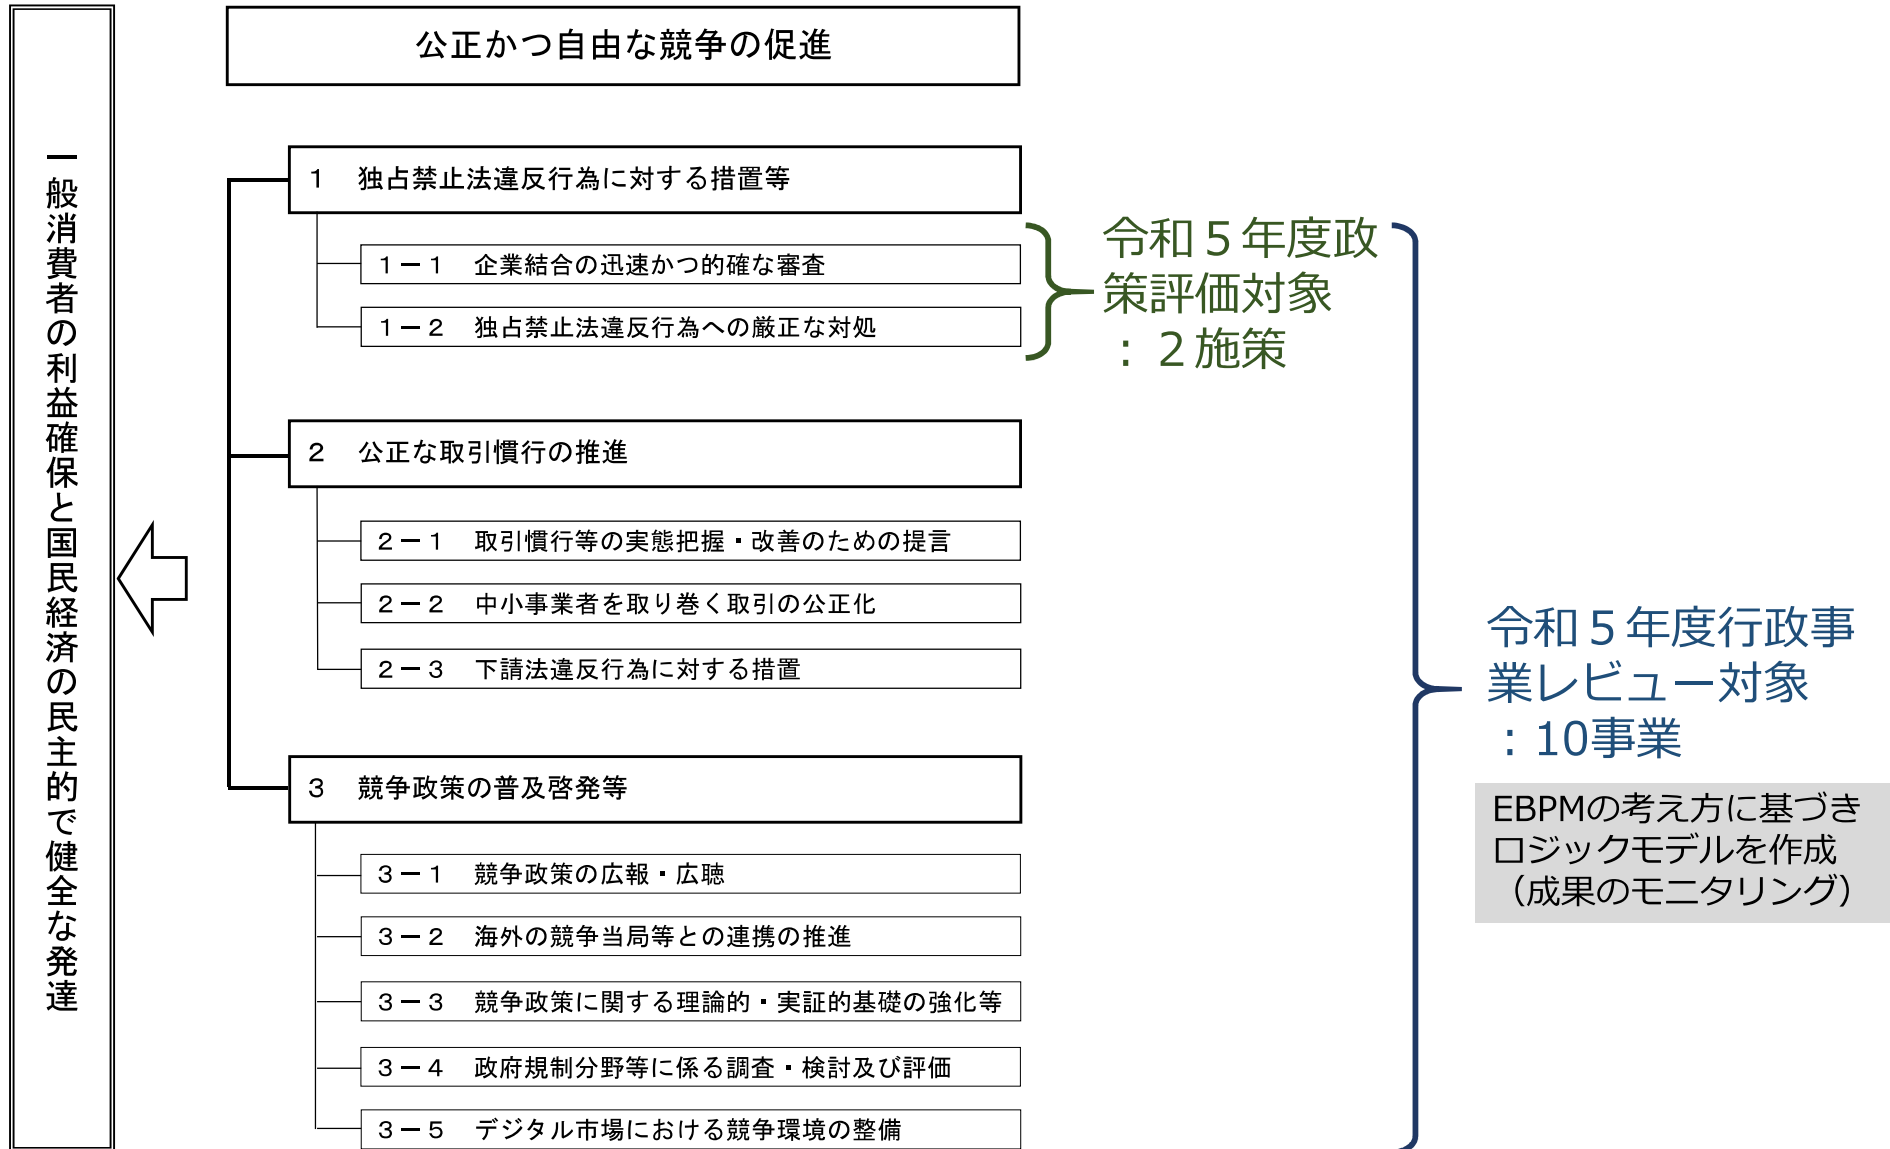 一般消費者の利益確保と国民経済の民主的で健全な発達
公正かつ自由な競争の促進
１　独占禁止法違反行為に対する措置等
１－１　企業結合の迅速かつ的確な審査
１－２　独占禁止法違反行為への厳正な対処
２　公正な取引慣行の推進
２－１　取引慣行等の実態把握・改善のための提言
２－２　中小事業者を取り巻く取引の公正化
２－３　下請法違反行為に対する措置
３　競争政策の普及啓発等
３－１　競争政策の広報・広聴
３－２　海外の競争当局等との連携の推進
３－３　競争政策に関する理論的・実証的基礎の強化等
３－４　政府規制分野等に係る調査・検討及び評価
３－５　デジタル市場における競争環境の整備
令和５年度政
策評価対象
：２施策
令和５年度行政事
業レビュー対象
：10事業
EBPMの考え方に基づき
ロジックモデルを作成
（成果のモニタリング）